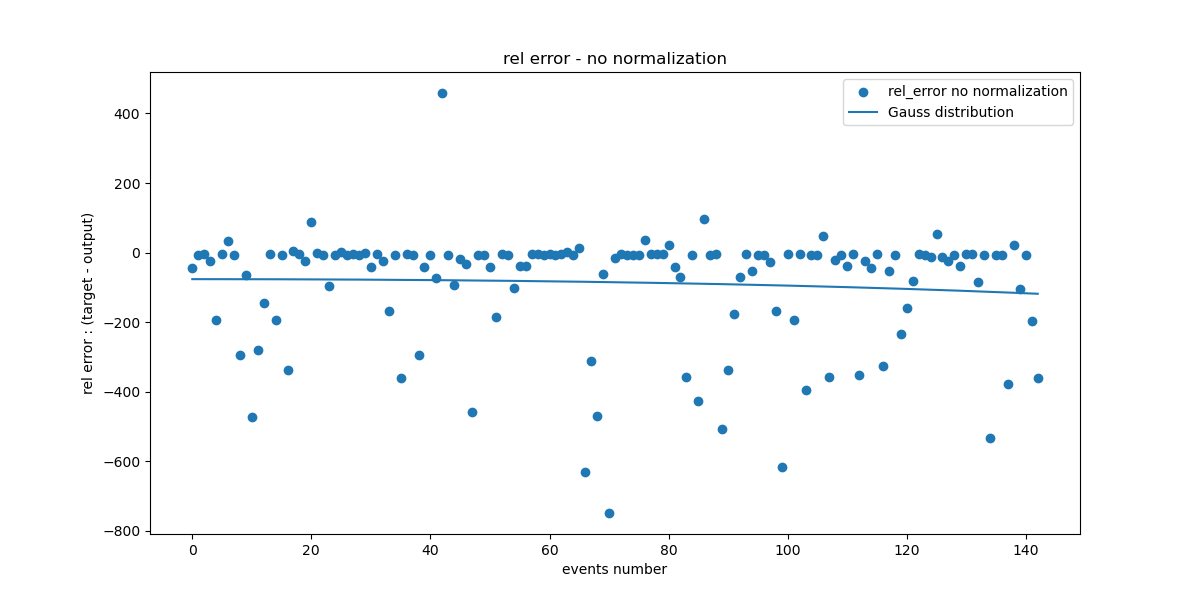 rel error - no normalization
rel_error no normalization
Gauss distribution
rel error : (target - output)
400
200
0
−200
−400
−600
−800
0 20 40 60 80 100 120 140
events number